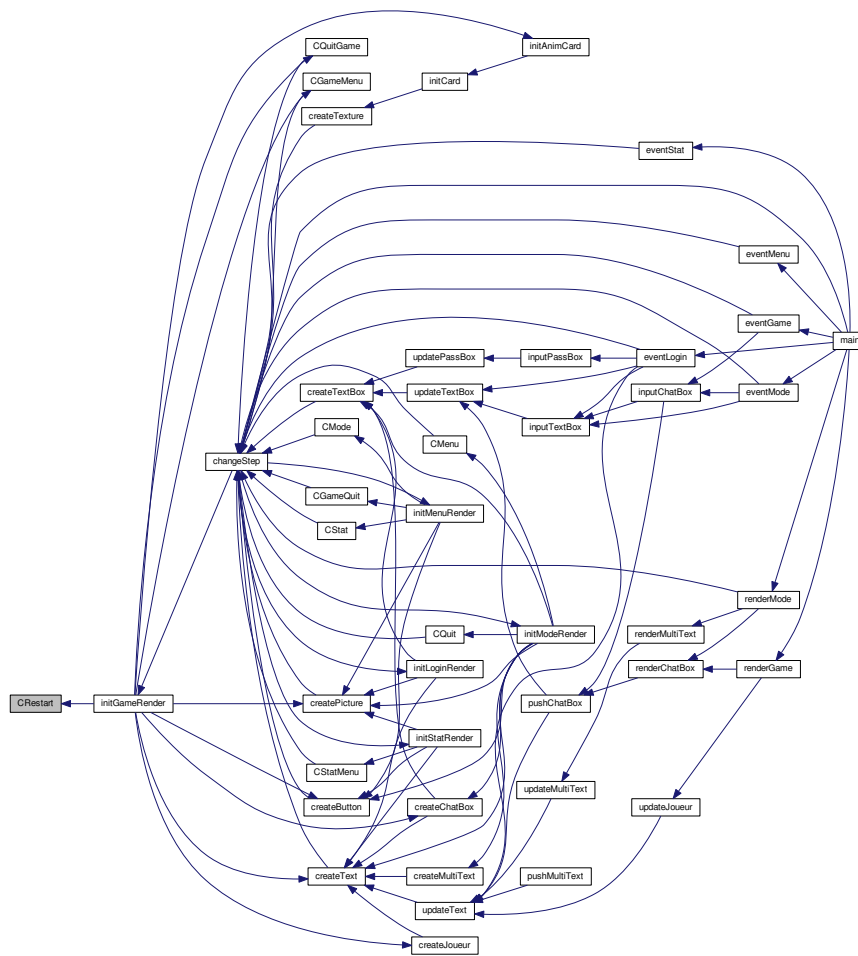 CQuitGame
initAnimCard
CGameMenu
initCard
createTexture
eventStat
eventMenu
eventGame
main
updatePassBox
inputPassBox
eventLogin
createTextBox
updateTextBox
inputChatBox
eventMode
CMode
inputTextBox
CMenu
changeStep
CGameQuit
initMenuRender
CStat
renderMode
CQuit
initModeRender
renderMultiText
initLoginRender
renderChatBox
renderGame
CRestart
initGameRender
createPicture
pushChatBox
initStatRender
CStatMenu
updateMultiText
createButton
createChatBox
updateJoueur
createText
createMultiText
pushMultiText
updateText
createJoueur